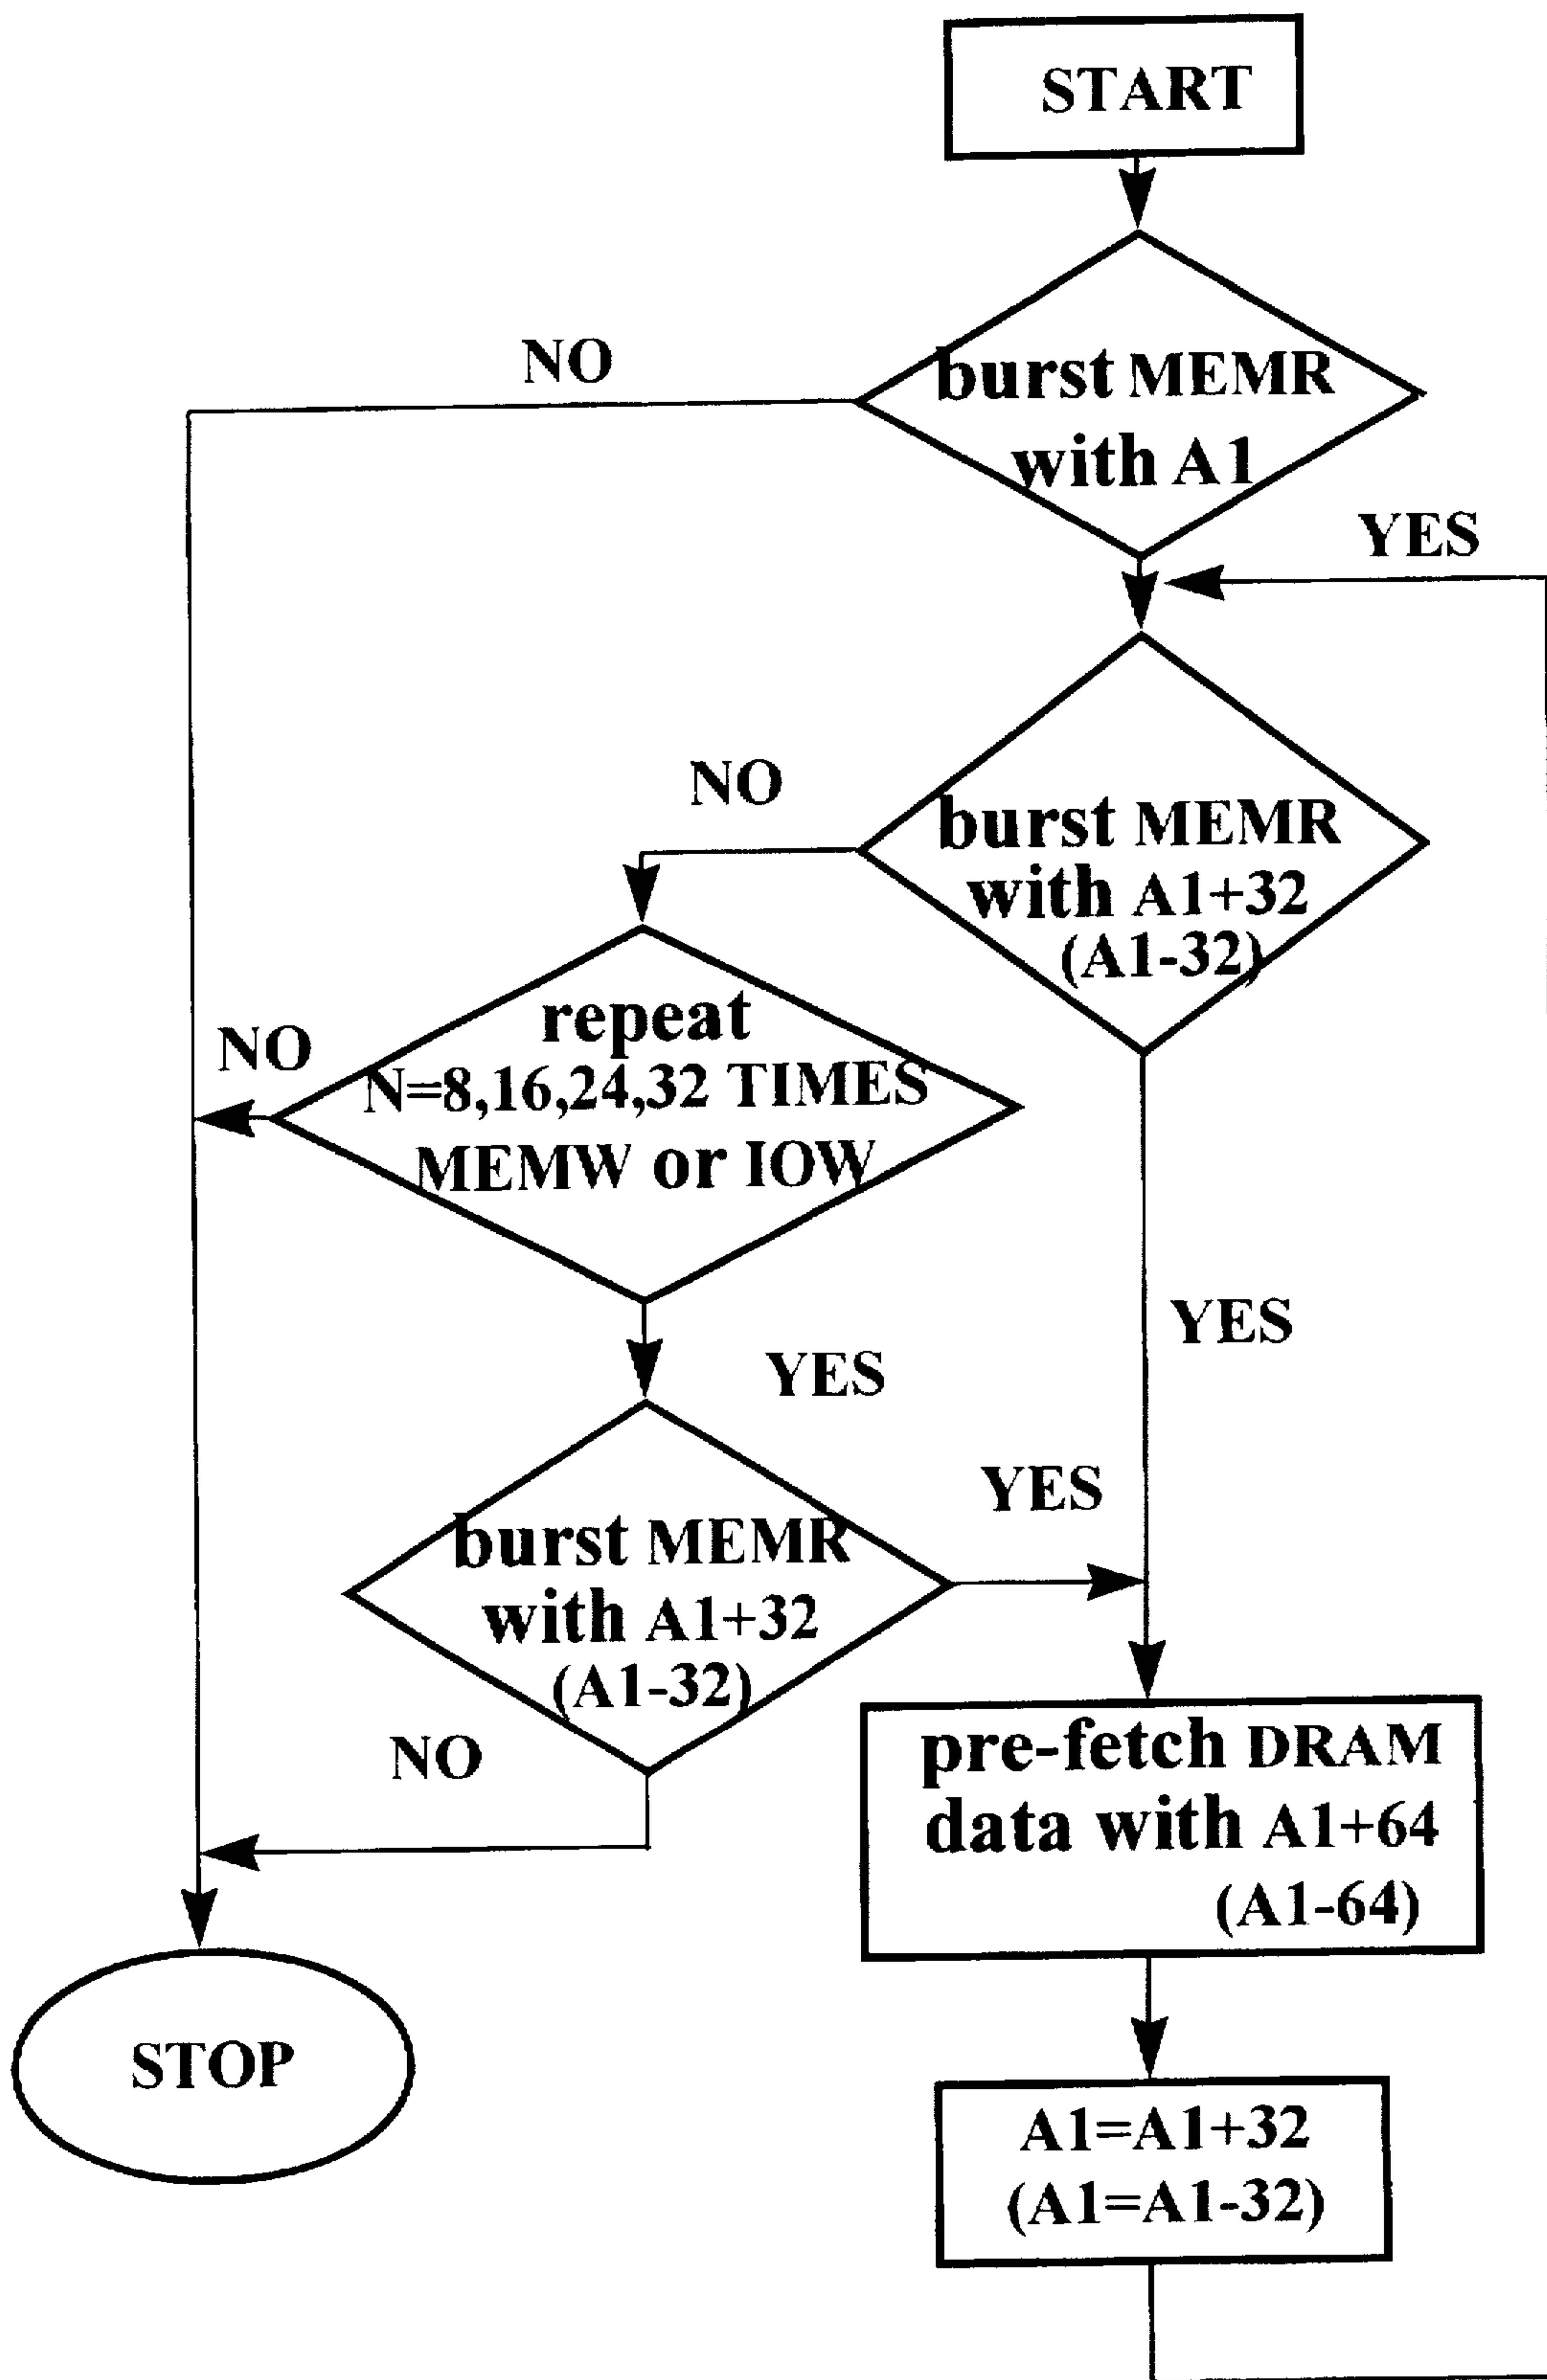 START
NO
burst MEMR
with A1
YES
NO
burst MEMR
with A1+32
(A1-32)
NO
repeat
N=8,16,24,32 TIMES
MEMW or IOW
YES
YES
YES
burst MEMR
with A1+32
(A1-32)
NO
pre-fetch DRAM
data with A1+64
(A1-64)
STOP
A1=A1+32
(A1=A1-32)